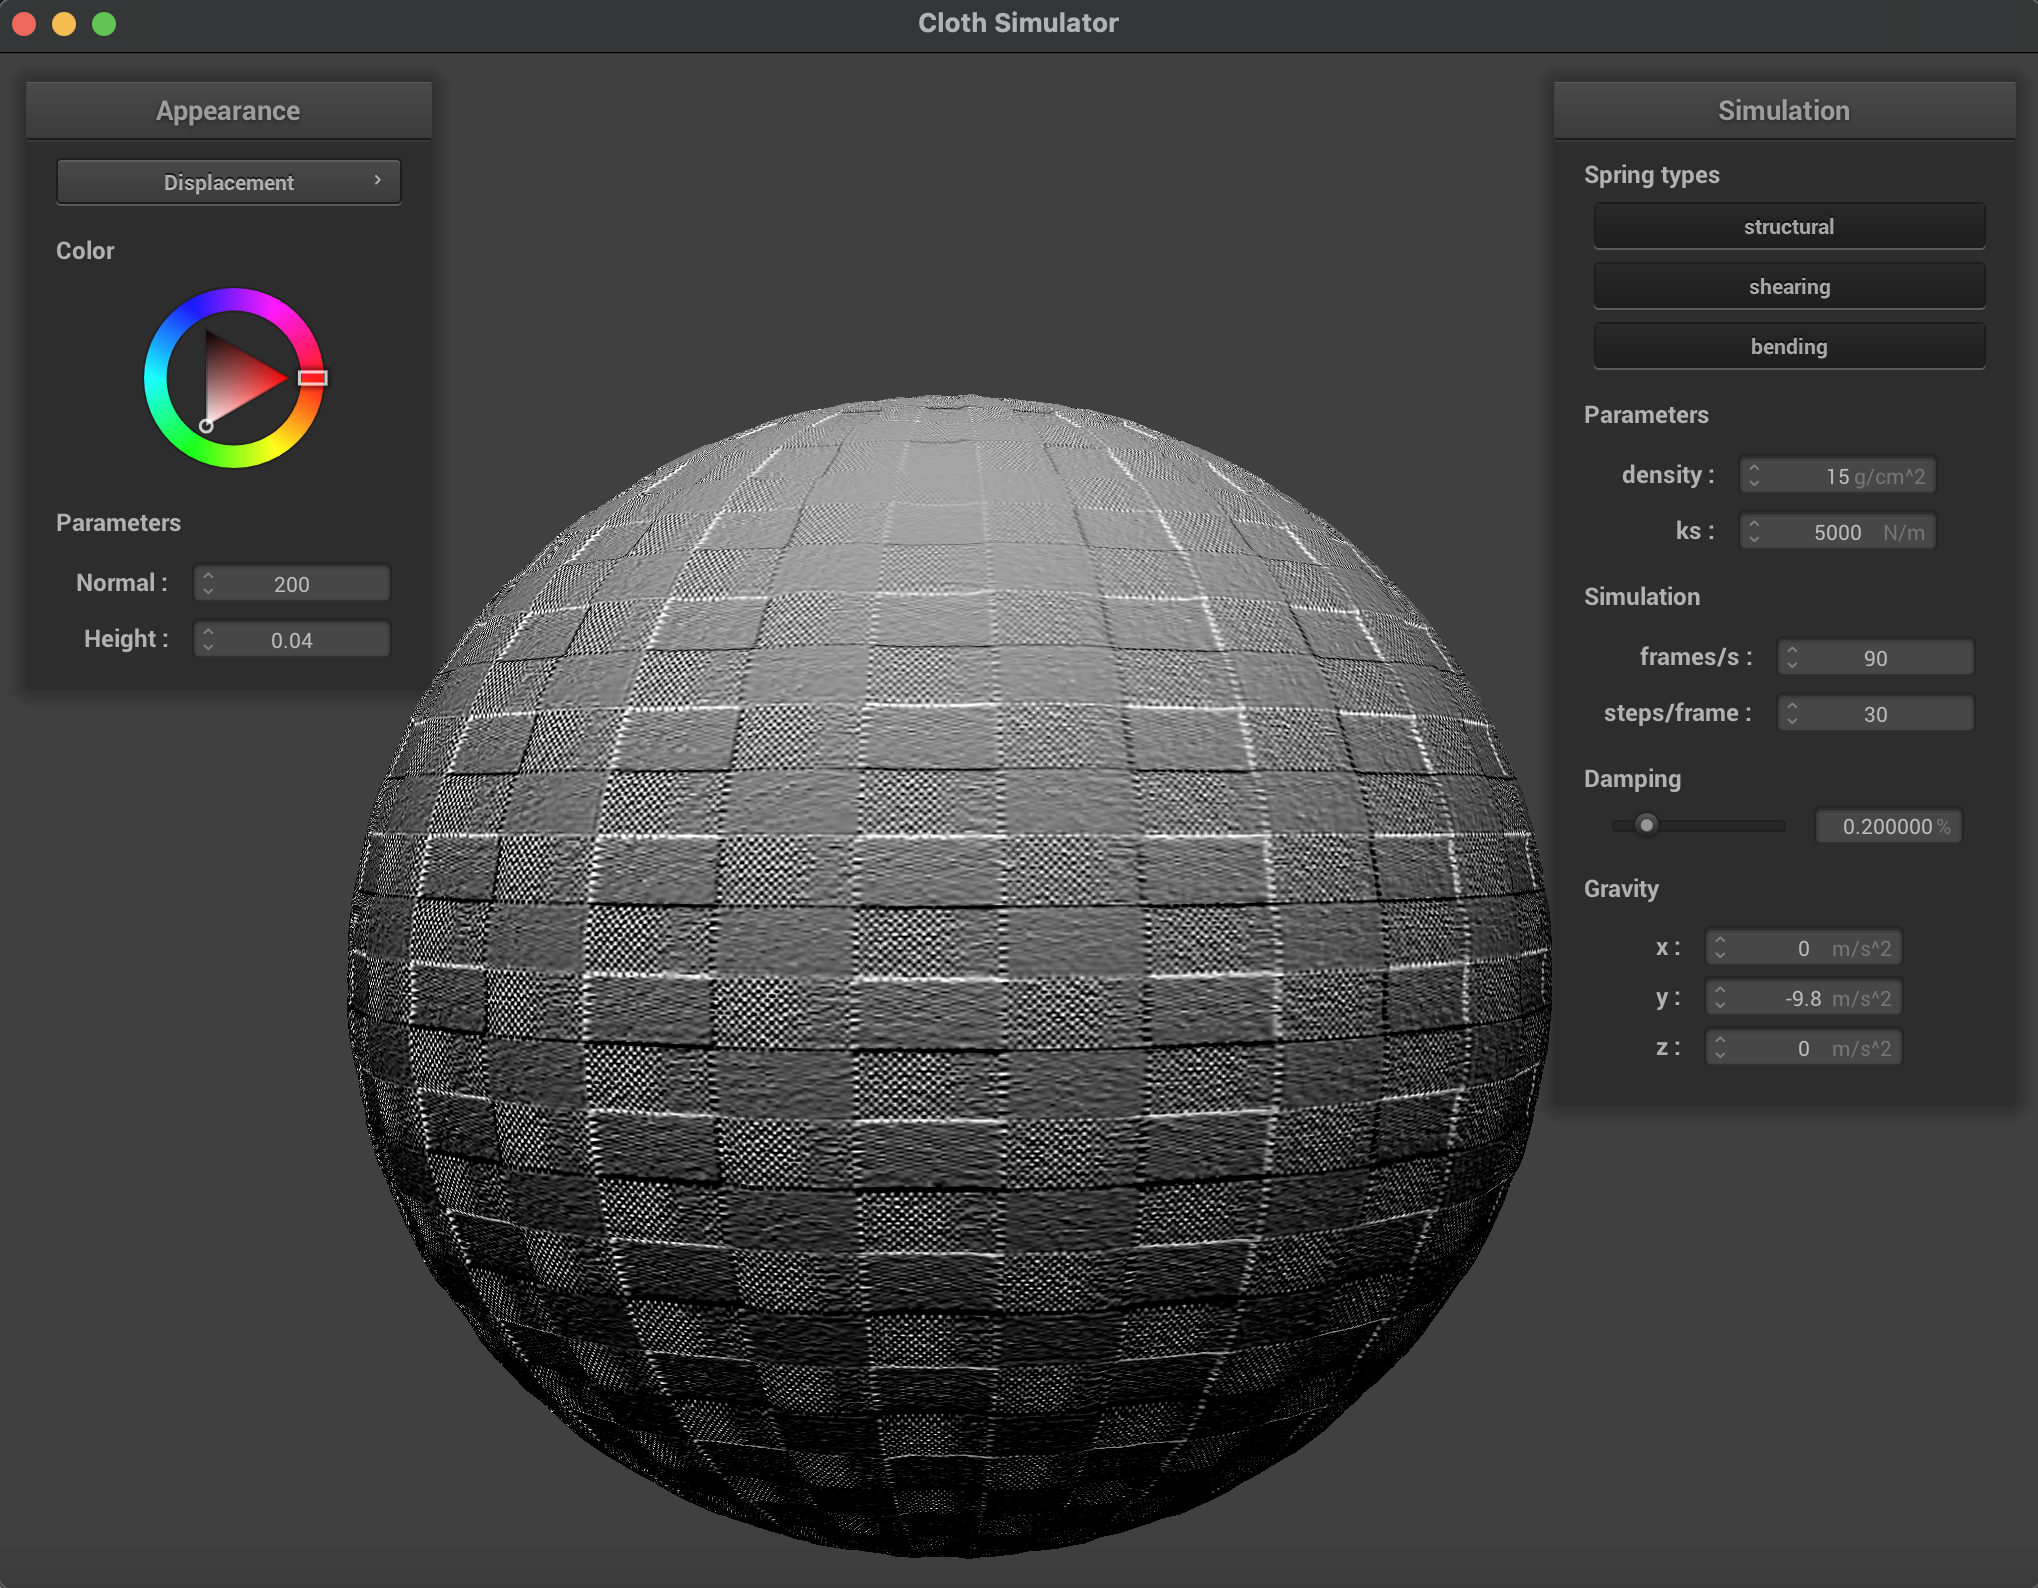 Cloth Simulator
Appearance
Displacement
Color
Parameters
Normal : 200
Height : 0.04
Simulation
Spring types
structural
shearing
bending
Parameters
density : 15 g/cm^2
ks : 5000 N/m
Simulation
frames/s : 90
steps/frame : 30
Damping
0.200000 %
Gravity
x : 0 m/s^2
y : -9.8 m/s^2
z : 0 m/s^2